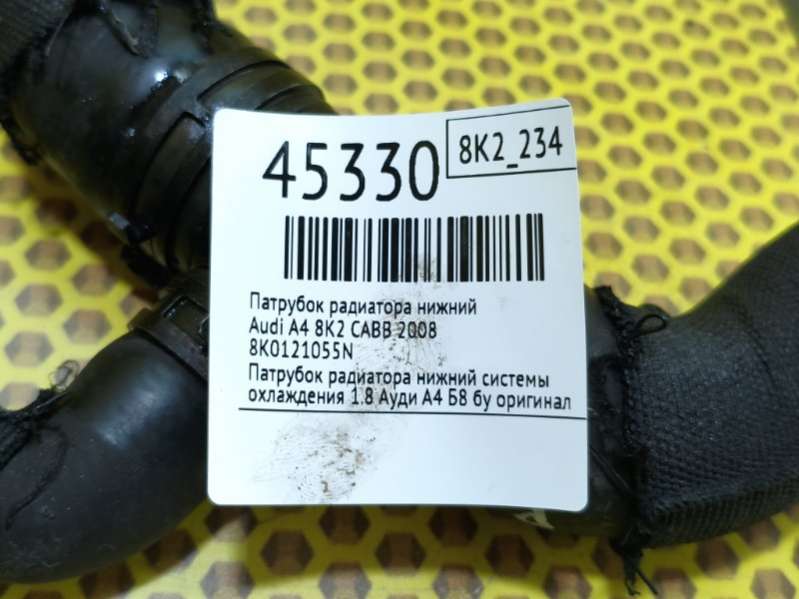 45330
8K2_234
Патрубок радиатора нижний
Audi A4 8K2 CABB 2008
8K0121055N
Патрубок радиатора нижний системы
охлаждения 1.8 Ауди А4 Б8 бу оригинал